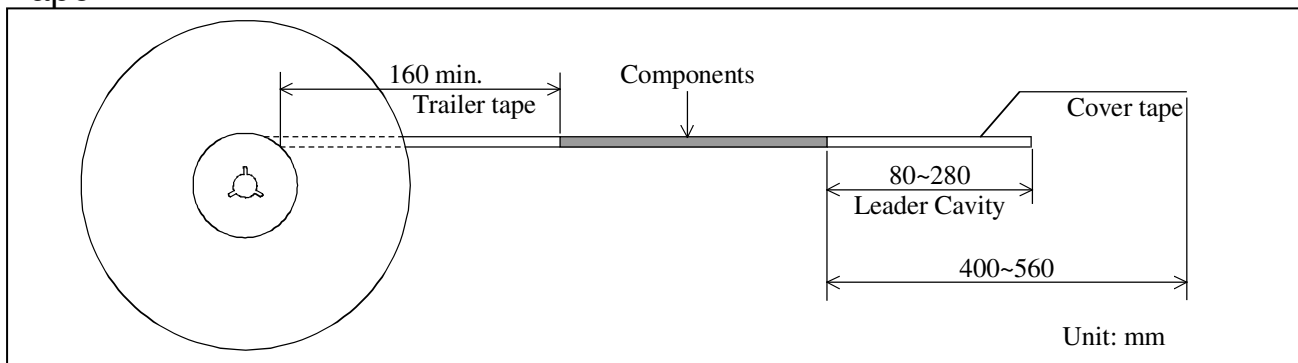 160 min.
Trailer tape
Components
Cover tape
80~280
Leader Cavity
400~560
Unit: mm